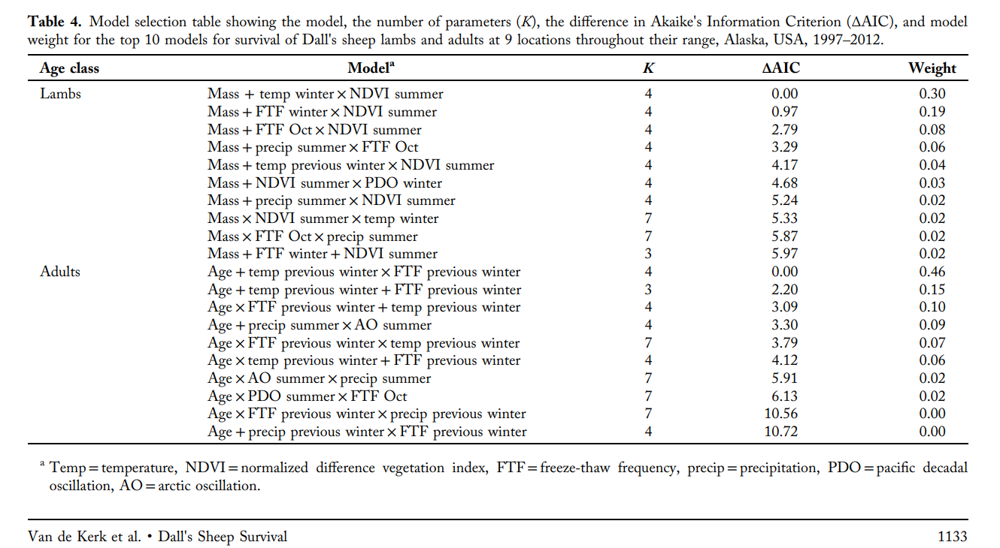 Table 4. Model selection table showing the model, the number of parameters (K), the difference in Akaike's Information Criterion (ΔAIC), and model
weight for the top 10 models for survival of Dall's sheep lambs and adults at 9 locations throughout their range, Alaska, USA, 1997–2012.
Age class Modelᵃ K ΔAIC Weight
Lambs Mass + temp winter × NDVI summer 4 0.00 0.30
Mass + FTF winter × NDVI summer 4 0.97 0.19
Mass + FTF Oct × NDVI summer 4 2.79 0.08
Mass + precip summer × FTF Oct 4 3.29 0.06
Mass + temp previous winter × NDVI summer 4 4.17 0.04
Mass + NDVI summer × PDO winter 4 4.68 0.03
Mass + precip summer × NDVI summer 4 5.24 0.02
Mass × NDVI summer × temp winter 7 5.33 0.02
Mass × FTF Oct × precip summer 7 5.87 0.02
Mass + FTF winter + NDVI summer 3 5.97 0.02
Adults Age + temp previous winter × FTF previous winter 4 0.00 0.46
Age + temp previous winter + FTF previous winter 3 2.20 0.15
Age × FTF previous winter + temp previous winter 4 3.09 0.10
Age + precip summer × AO summer 4 3.30 0.09
Age × FTF previous winter × temp previous winter 7 3.79 0.07
Age × temp previous winter + FTF previous winter 4 4.12 0.06
Age × AO summer × precip summer 7 5.91 0.02
Age × PDO summer × FTF Oct 7 6.13 0.02
Age × FTF previous winter × precip previous winter 7 10.56 0.00
Age + precip previous winter × FTF previous winter 4 10.72 0.00
ᵃ Temp = temperature, NDVI = normalized difference vegetation index, FTF = freeze-thaw frequency, precip = precipitation, PDO = pacific decadal
oscillation, AO = arctic oscillation.
Van de Kerk et al. • Dall's Sheep Survival 1133